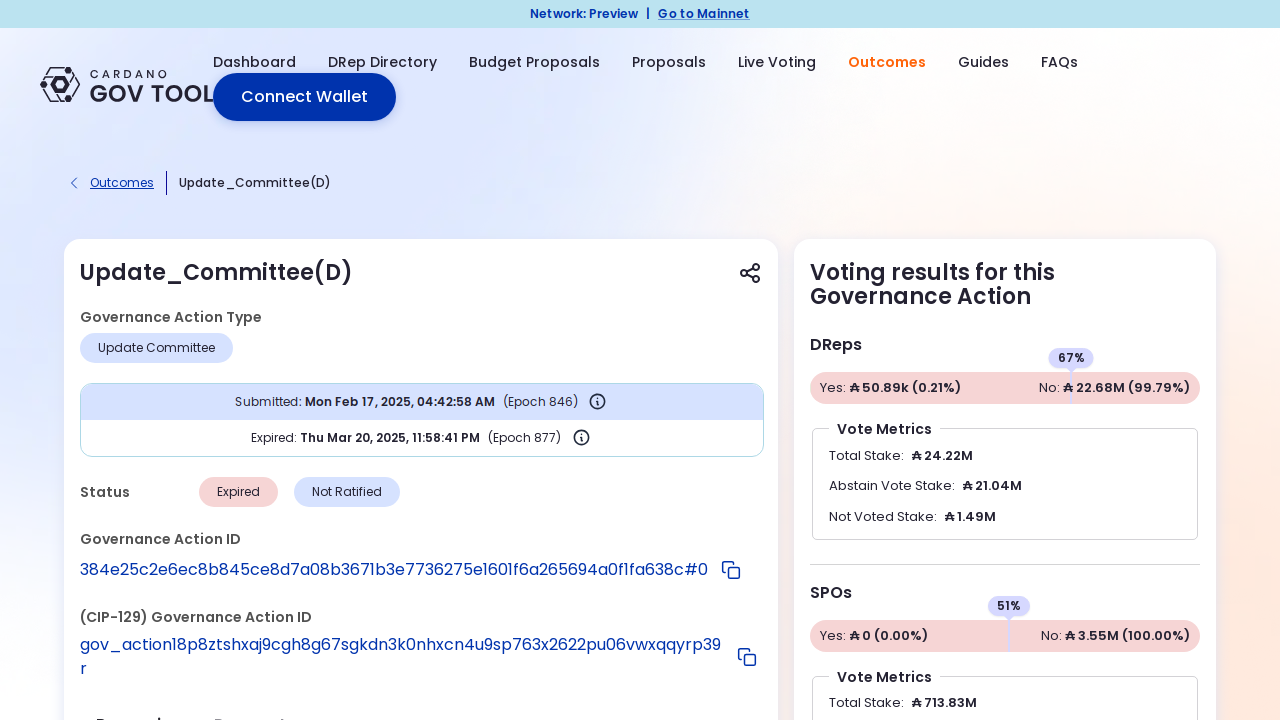 Network: Preview | Go to Mainnet
Dashboard DRep Directory Budget Proposals Proposals Live Voting Outcomes Guides FAQs
CARDANO
GOV TOOL
Connect Wallet
Outcomes Update_Committee(D)
Update_Committee(D)
Governance Action Type
Update Committee
Submitted: Mon Feb 17, 2025, 04:42:58 AM (Epoch 846)
Expired: Thu Mar 20, 2025, 11:58:41 PM (Epoch 877)
Status Expired Not Ratified
Governance Action ID
384e25c2e6ec8b845ce8d7a08b3671b3e7736275e1601f6a265694a0f1fa638c#0
(CIP-129) Governance Action ID
gov_action18p8ztshxaj9cgh8g67sgkdn3k0nhxcn4u9sp763x2622pu06vwxqqyrp39
r
Voting results for this
Governance Action
DReps
67%
Yes: ₳ 50.89k (0.21%) No: ₳ 22.68M (99.79%)
Vote Metrics
Total Stake: ₳ 24.22M
Abstain Vote Stake: ₳ 21.04M
Not Voted Stake: ₳ 1.49M
SPOs
51%
Yes: ₳ 0 (0.00%) No: ₳ 3.55M (100.00%)
Vote Metrics
Total Stake: ₳ 713.83M